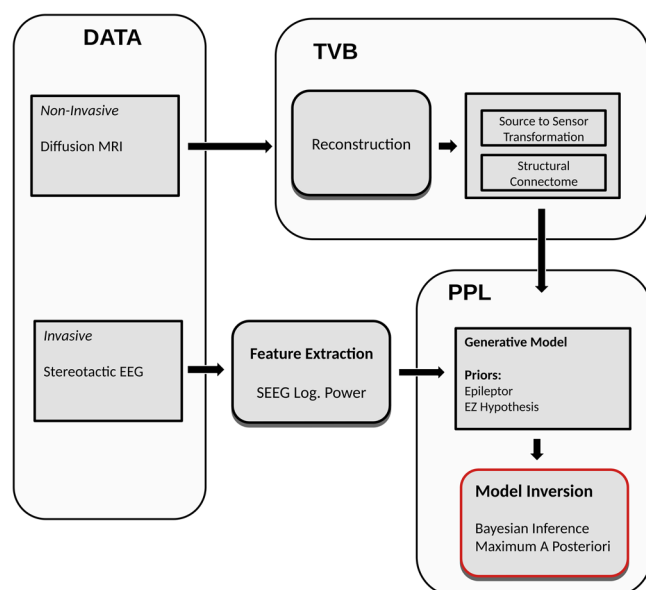 DATA
Non-Invasive
Diffusion MRI
Invasive
Stereotactic EEG
TVB
Reconstruction
Source to Sensor
Transformation
Structural
Connectome
Feature Extraction
SEEG Log. Power
PPL
Generative Model
Priors:
Epileptor
EZ Hypothesis
Model Inversion
Bayesian Inference
Maximum A Posteriori